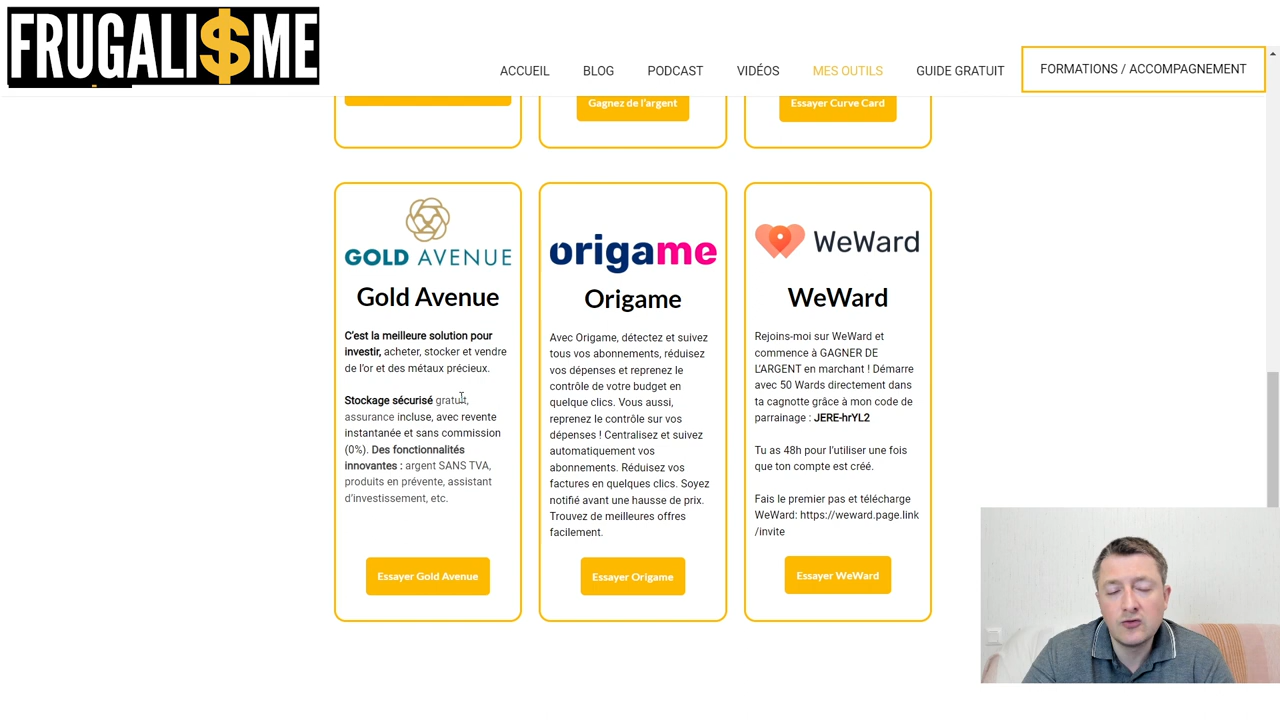 FRUGALI$ME
ACCUEIL
BLOG
PODCAST
VIDÉOS
MES OUTILS
GUIDE GRATUIT
FORMATIONS / ACCOMPAGNEMENT
Gagnez de l'argent
Essayer Curve Card
GOLD AVENUE
Gold Avenue
C'est la meilleure solution pour
investir, acheter, stocker et vendre
de l'or et des métaux précieux.
Stockage sécurisé gratuit,
assurance incluse, avec revente
instantanée et sans commission
(0%). Des fonctionnalités
innovantes : argent SANS TVA,
produits en prévente, assistant
d'investissement, etc.
Essayer Gold Avenue
origame
Origame
Avec Origame, détectez et suivez
tous vos abonnements, réduisez
vos dépenses et reprenez le
contrôle de votre budget en
quelque clics. Vous aussi,
reprenez le contrôle sur vos
dépenses ! Centralisez et suivez
automatiquement vos
abonnements. Réduisez vos
factures en quelques clics. Soyez
notifié avant une hausse de prix.
Trouvez de meilleures offres
facilement.
Essayer Origame
WeWard
WeWard
Rejoins-moi sur WeWard et
commence à GAGNER DE
L'ARGENT en marchant ! Démarre
avec 50 Wards directement dans
ta cagnotte grâce à mon code de
parrainage : JERE-hrYL2
Tu as 48h pour l'utiliser une fois
que ton compte est créé.
Fais le premier pas et télécharge
WeWard: https://weward.page.link
/invite
Essayer WeWard